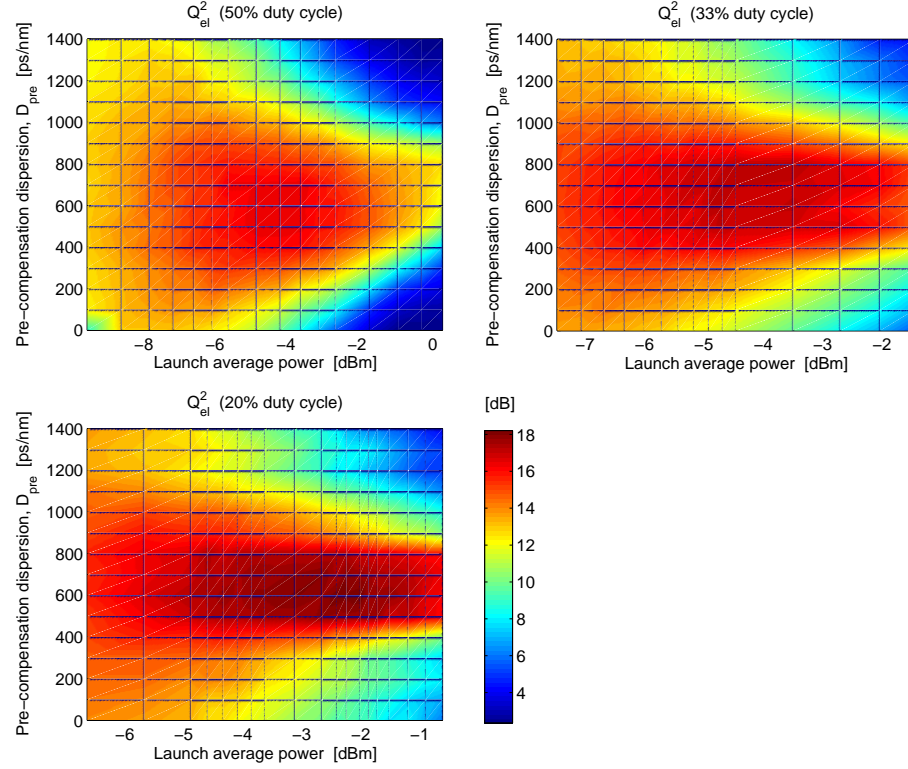 Q²el (50% duty cycle)
Pre−compensation dispersion, Dpre [ps/nm]
1400
1200
1000
800
600
400
200
0
−8 −6 −4 −2 0
Launch average power [dBm]
Q²el (33% duty cycle)
Pre−compensation dispersion, Dpre [ps/nm]
1400
1200
1000
800
600
400
200
0
−7 −6 −5 −4 −3 −2
Launch average power [dBm]
Q²el (20% duty cycle)
Pre−compensation dispersion, Dpre [ps/nm]
1400
1200
1000
800
600
400
200
0
−6 −5 −4 −3 −2 −1
Launch average power [dBm]
[dB]
18
16
14
12
10
8
6
4